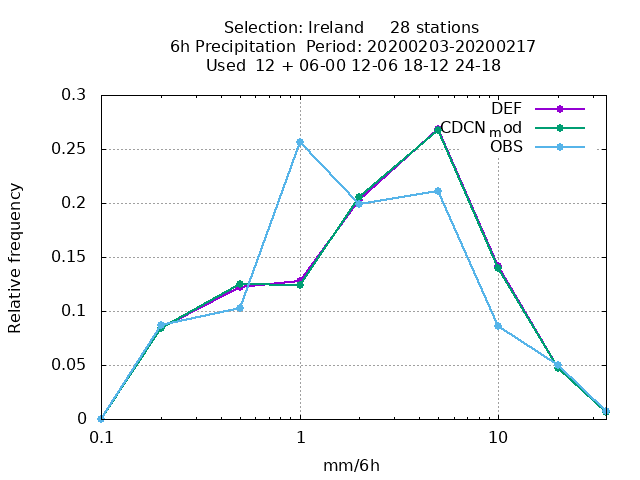 Selection: Ireland     28 stations
6h Precipitation  Period: 20200203-20200217
Used  12 + 06-00 12-06 18-12 24-18
0.3
0.25
0.2
0.15
0.1
0.05
0
0.1
1
10
mm/6h
Relative frequency
DEF
CDCN mod
OBS